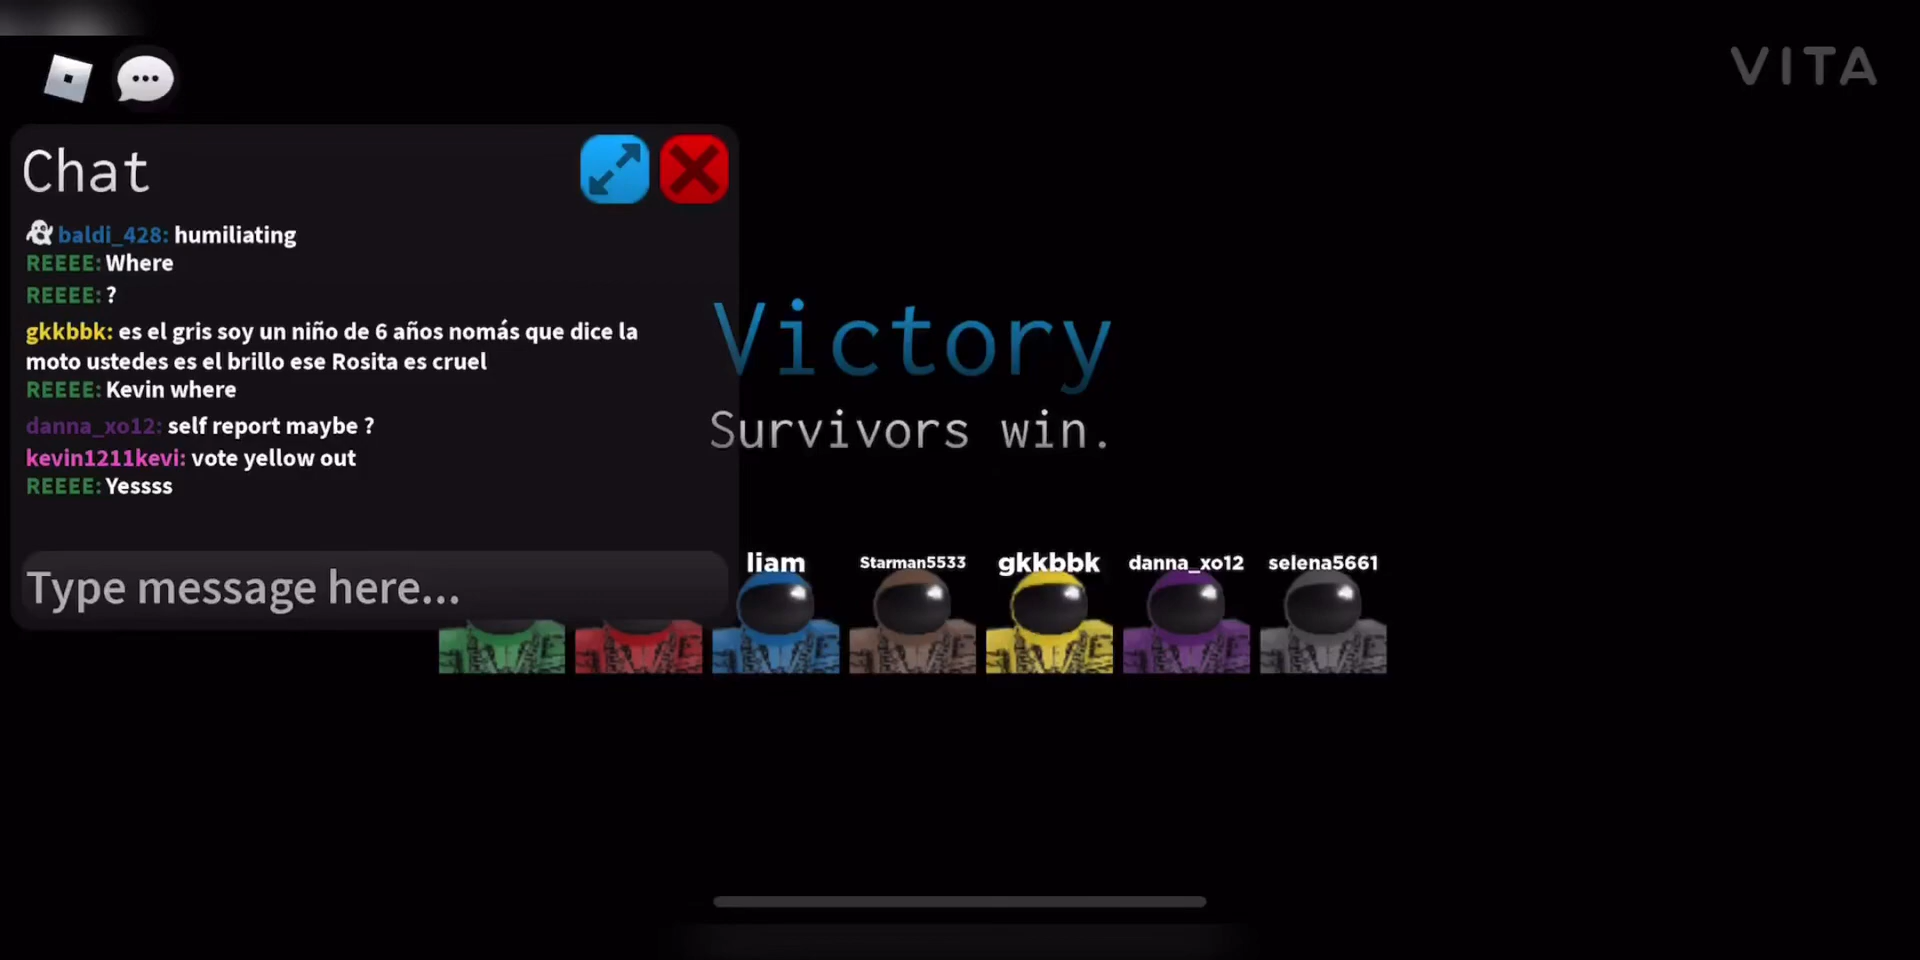 VITA
Chat
baldi_428: humiliating
REEEE: Where
REEEE: ?
gkkbbk: es el gris soy un niño de 6 años nomás que dice la
moto ustedes es el brillo ese Rosita es cruel
REEEE: Kevin where
danna_xo12: self report maybe ?
kevin1211kevi: vote yellow out
REEEE: Yessss
Type message here...
Victory
Survivors win.
liam Starman5533 gkkbbk danna_xo12 selena5661